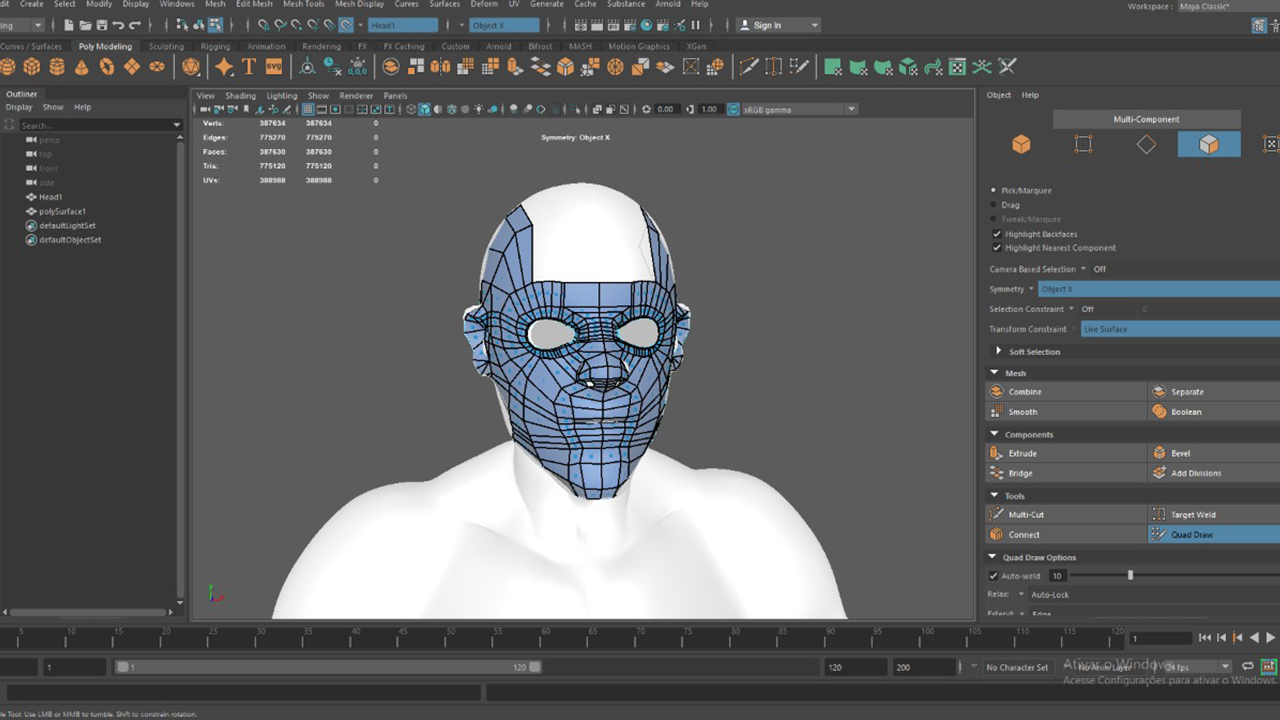 dit Create Select Modify Display Windows Mesh Edit Mesh Mesh Tools Mesh Display Curves Surfaces Deform UV Generate Cache Substance Arnold Help Workspace : Maya Classic*
ing Head1 Object X Sign In
Curves / Surfaces Poly Modeling Sculpting Rigging Animation Rendering FX FX Caching Custom Arnold Bifrost MASH Motion Graphics XGen
T SVG 0,0,0
Outliner
Display Show Help
Search...
persp
top
front
side
Head1
polySurface1
defaultLightSet
defaultObjectSet
View Shading Lighting Show Renderer Panels
0.00 1.00 sRGB gamma
Verts: 387634 387634 0
Edges: 775270 775270 0
Faces: 387630 387630 0
Tris: 775120 775120 0
UVs: 388988 388988 0
Symmetry: Object X
Object Help
Multi-Component
Pick/Marquee
Drag
Tweak/Marquee
Highlight Backfaces
Highlight Nearest Component
Camera Based Selection Off
Symmetry Object X
Selection Constraint Off 0
Transform Constraint Live Surface
Soft Selection
Mesh
Combine Separate
Smooth Boolean
Components
Extrude Bevel
Bridge Add Divisions
Tools
Multi-Cut Target Weld
Connect Quad Draw
Quad Draw Options
Auto-weld 10
Relax: Auto-Lock
Extend: Edge
5 10 15 20 25 30 35 40 45 50 55 60 65 70 75 80 85 90 95 100 105 110 115 120 1
1 1 120 120 200 No Character Set No Anim Layer 24 fps
Ativar o Windows
Acesse Configurações para ativar o Windows.
le Tool: Use LMB or MMB to tumble. Shift to constrain rotation.